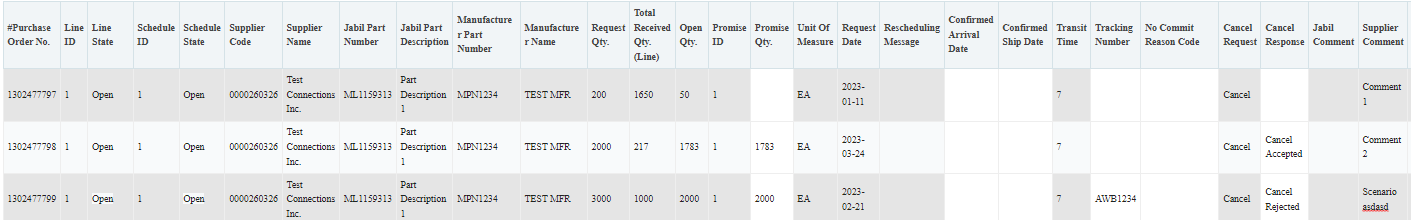 #Purchase Order No. Line ID Line State Schedule ID Schedule State Supplier Code Supplier Name Jabil Part Number Jabil Part Description Manufacturer Part Number Manufacturer Name Request Qty. Total Received Qty. (Line) Open Qty. Promise ID Promise Qty. Unit Of Measure Request Date Rescheduling Message Confirmed Arrival Date Confirmed Ship Date Transit Time Tracking Number No Commit Reason Code Cancel Request Cancel Response Jabil Comment Supplier Comment
1302477797 1 Open 1 Open 0000260326 Test Connections Inc. ML1159313 Part Description 1 MPN1234 TEST MFR 200 1650 50 1 EA 2023-01-11 7 Cancel Comment 1
1302477798 1 Open 1 Open 0000260326 Test Connections Inc. ML1159313 Part Description 1 MPN1234 TEST MFR 2000 217 1783 1 1783 EA 2023-03-24 7 Cancel Cancel Accepted Comment 2
1302477799 1 Open 1 Open 0000260326 Test Connections Inc. ML1159313 Part Description 1 MPN1234 TEST MFR 3000 1000 2000 1 2000 EA 2023-02-21 7 AWB1234 Cancel Cancel Rejected Scenario asdasd